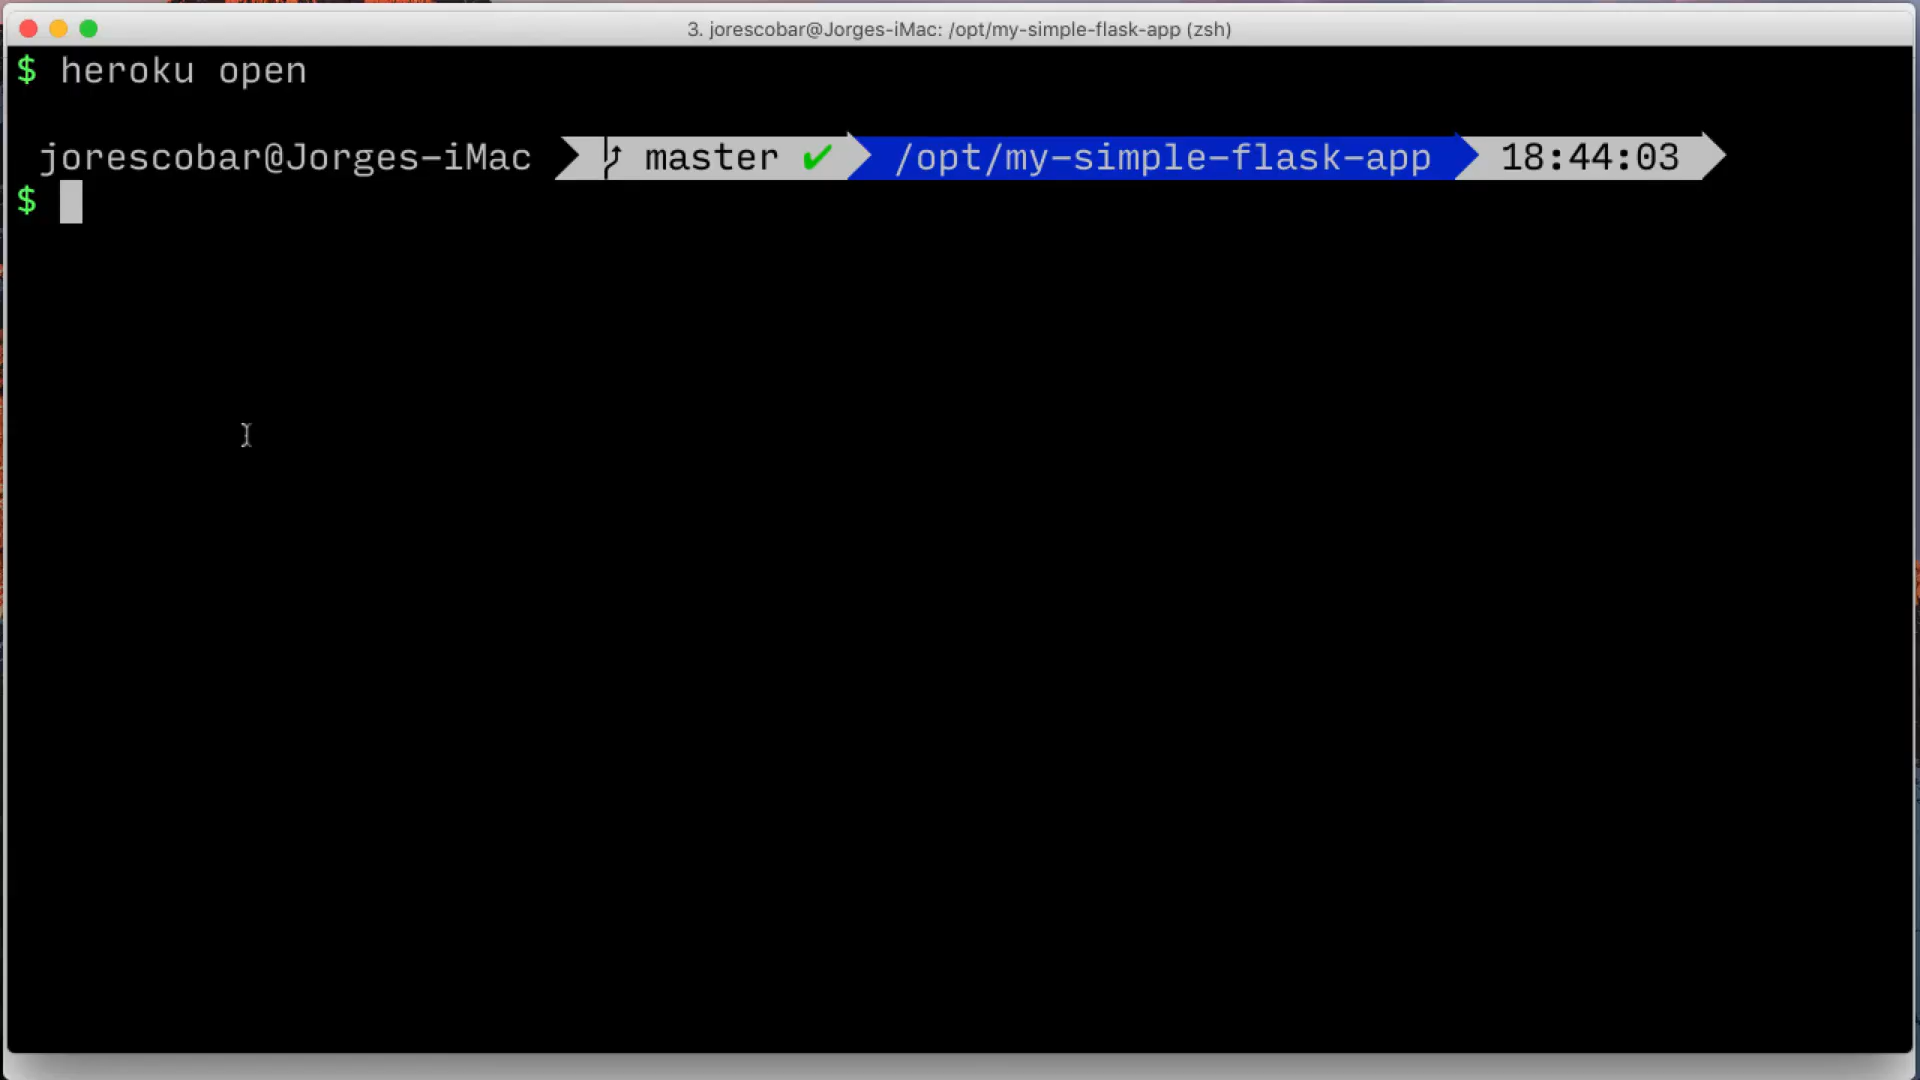 3. jorescobar@Jorges-iMac: /opt/my-simple-flask-app (zsh)
$ heroku open
jorescobar@Jorges-iMac master ✔ /opt/my-simple-flask-app 18:44:03
$